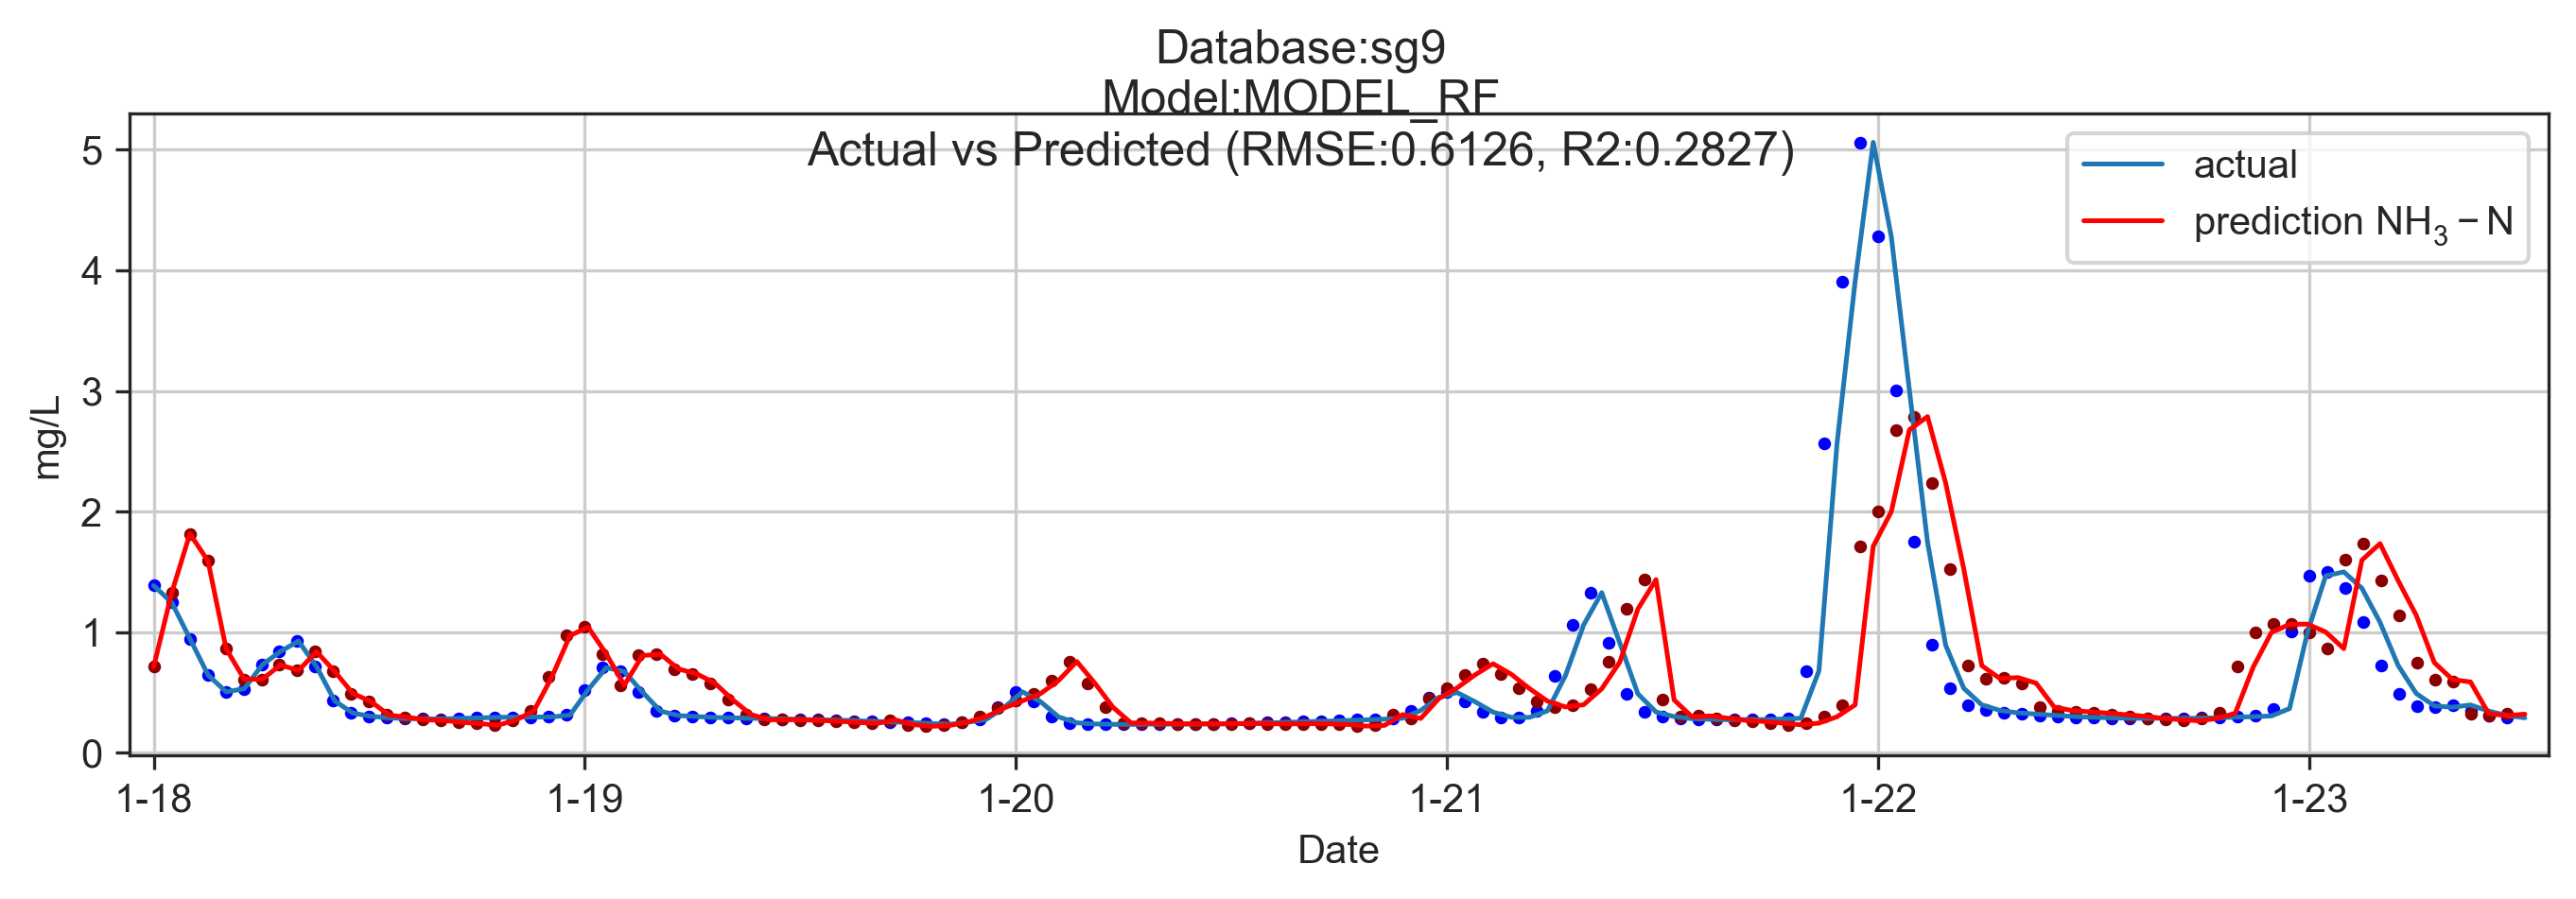 Database:sg9
Model:MODEL_RF
Actual vs Predicted (RMSE:0.6126, R2:0.2827)
actual
prediction NH₃ − N
5
4
3
2
1
0
mg/L
1-18 1-19 1-20 1-21 1-22 1-23
Date